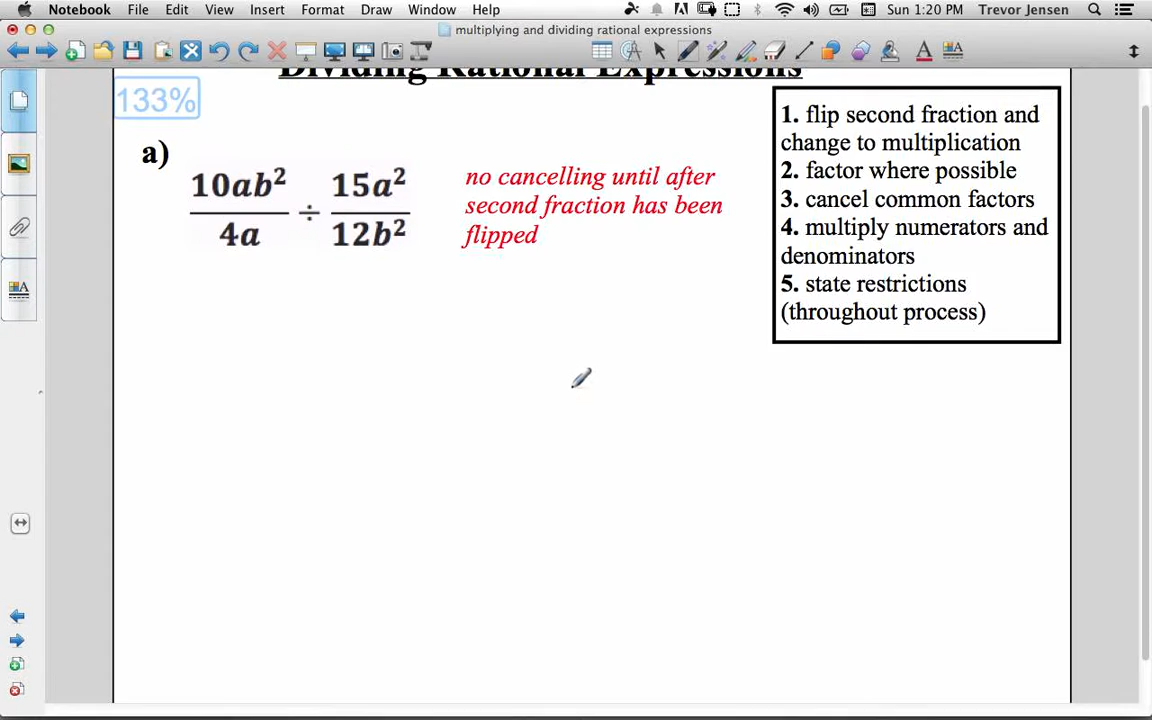 Notebook File Edit View Insert Format Draw Window Help Sun 1:20 PM Trevor Jensen
multiplying and dividing rational expressions
Dividing Rational Expressions
133%
a)
10ab² / 4a ÷ 15a² / 12b²
no cancelling until after
second fraction has been
flipped
1. flip second fraction and
change to multiplication
2. factor where possible
3. cancel common factors
4. multiply numerators and
denominators
5. state restrictions
(throughout process)